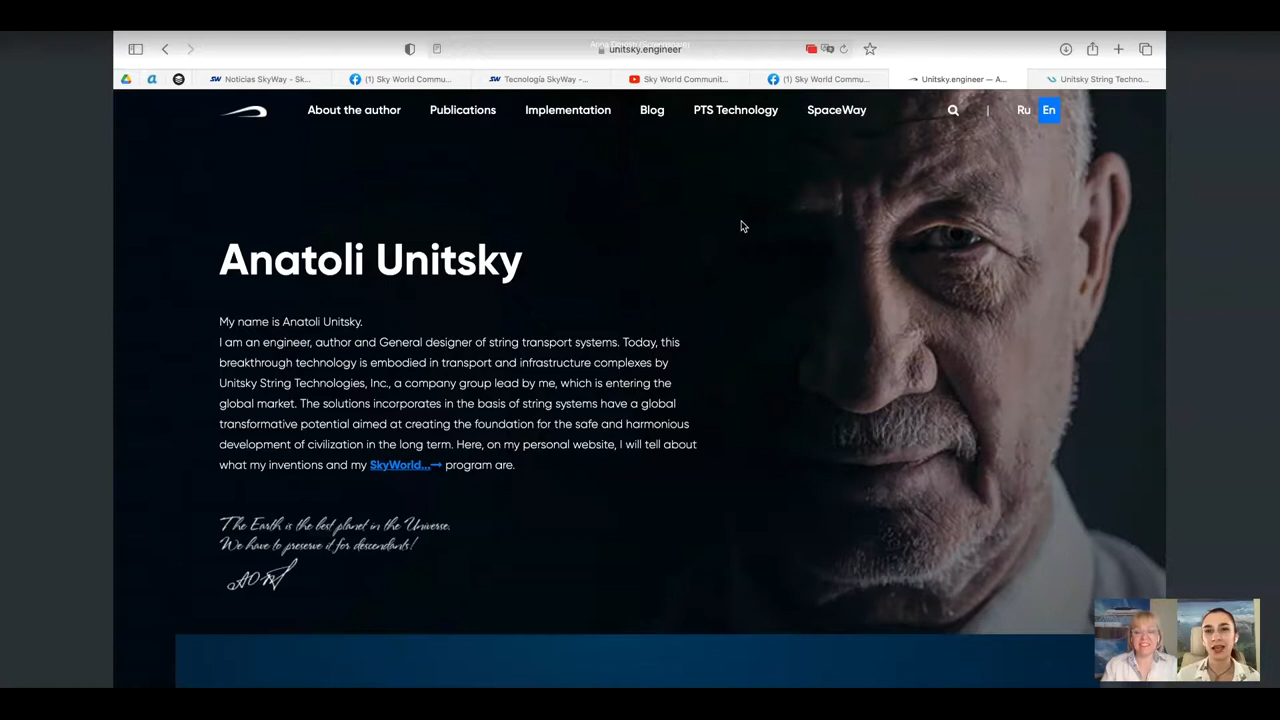 unitsky.engineer
Noticias SkyWay - Sk...
(1) Sky World Commu...
Tecnología SkyWay -...
Sky World Communit...
(1) Sky World Commu...
Unitsky.engineer — A...
Unitsky String Techno...
About the author
Publications
Implementation
Blog
PTS Technology
SpaceWay
Ru
En
Anatoli Unitsky
My name is Anatoli Unitsky.
I am an engineer, author and General designer of string transport systems. Today, this
breakthrough technology is embodied in transport and infrastructure complexes by
Unitsky String Technologies, Inc., a company group lead by me, which is entering the
global market. The solutions incorporates in the basis of string systems have a global
transformative potential aimed at creating the foundation for the safe and harmonious
development of civilization in the long term. Here, on my personal website, I will tell about
what my inventions and my SkyWorld...→ program are.
The Earth is the best planet in the Universe.
We have to preserve it for descendants!